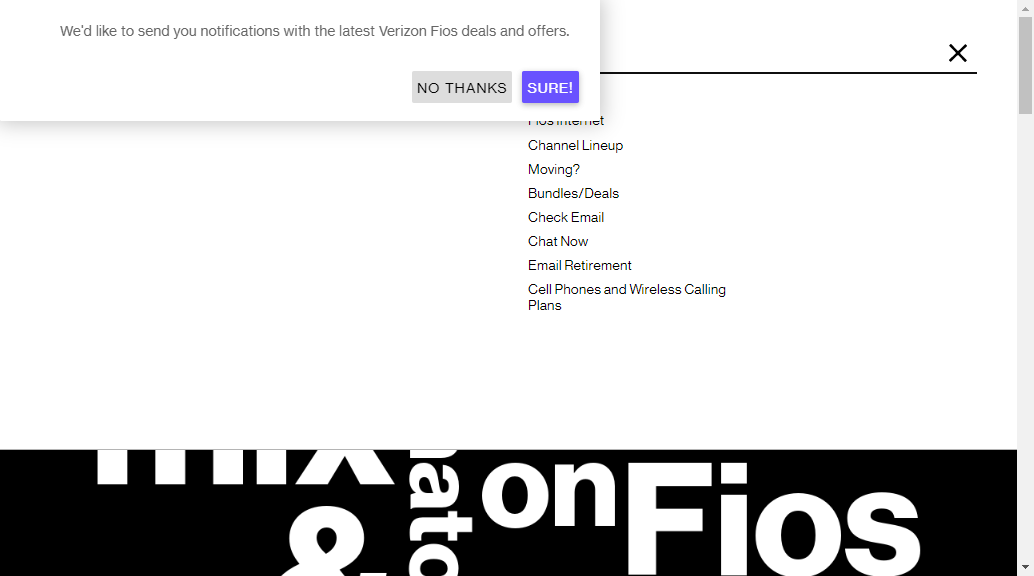 We'd like to send you notifications with the latest Verizon Fios deals and offers.
NO THANKS
SURE!
Fios Internet
Channel Lineup
Moving?
Bundles/Deals
Check Email
Chat Now
Email Retirement
Cell Phones and Wireless Calling
Plans
mix
&
on
Fios